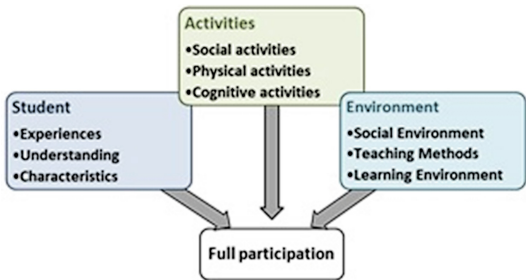 Activities
•Social activities
•Physical activities
•Cognitive activities
Student
•Experiences
•Understanding
•Characteristics
Environment
•Social Environment
•Teaching Methods
•Learning Environment
Full participation